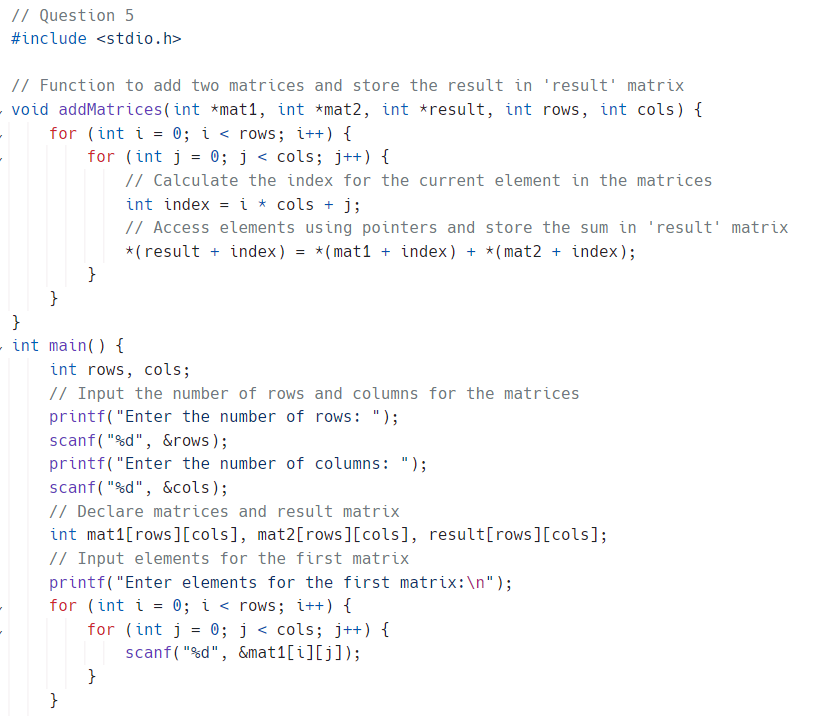 // Question 5
#include <stdio.h>
// Function to add two matrices and store the result in 'result' matrix
void addMatrices(int *mat1, int *mat2, int *result, int rows, int cols) {
    for (int i = 0; i < rows; i++) {
        for (int j = 0; j < cols; j++) {
            // Calculate the index for the current element in the matrices
            int index = i * cols + j;
            // Access elements using pointers and store the sum in 'result' matrix
            *(result + index) = *(mat1 + index) + *(mat2 + index);
        }
    }
}
int main() {
    int rows, cols;
    // Input the number of rows and columns for the matrices
    printf("Enter the number of rows: ");
    scanf("%d", &rows);
    printf("Enter the number of columns: ");
    scanf("%d", &cols);
    // Declare matrices and result matrix
    int mat1[rows][cols], mat2[rows][cols], result[rows][cols];
    // Input elements for the first matrix
    printf("Enter elements for the first matrix:\n");
    for (int i = 0; i < rows; i++) {
        for (int j = 0; j < cols; j++) {
            scanf("%d", &mat1[i][j]);
        }
    }